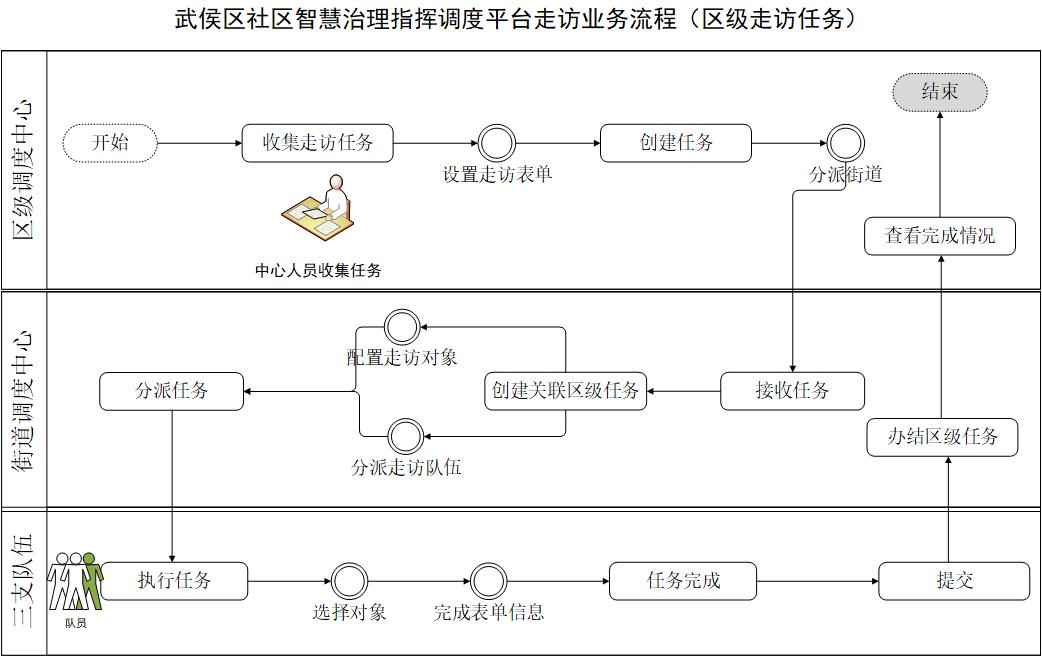 武侯区社区智慧治理指挥调度平台走访业务流程（区级走访任务）
区级调度中心
开始
收集走访任务
设置走访表单
创建任务
分派街道
结束
查看完成情况
中心人员收集任务
街道调度中心
配置走访对象
分派任务
创建关联区级任务
接收任务
分派走访队伍
办结区级任务
三支队伍
队员
执行任务
选择对象
完成表单信息
任务完成
提交